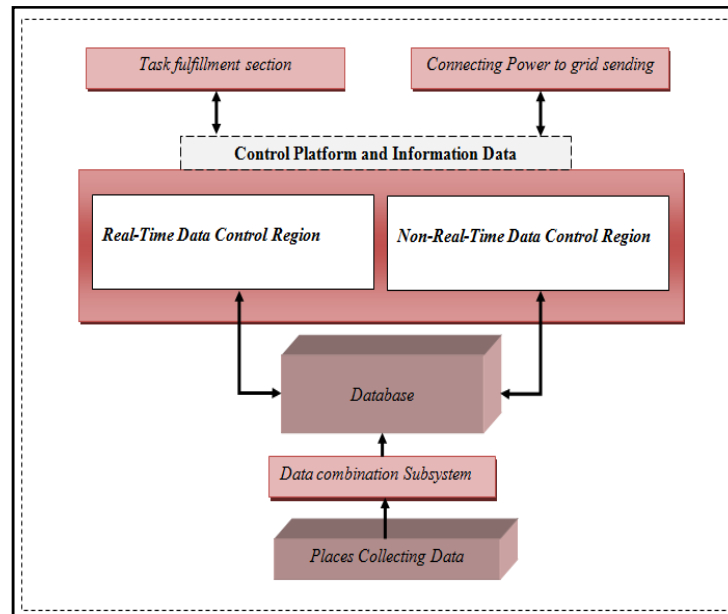 Task fulfillment section
Connecting Power to grid sending
Control Platform and Information Data
Real-Time Data Control Region
Non-Real-Time Data Control Region
Database
Data combination Subsystem
Places Collecting Data